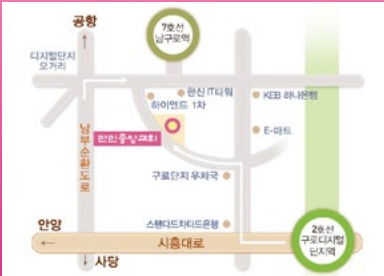 공항
7호선
남구로역
디지털단지
오거리
한신IT타워
하이엔드 1차
KEB 하나은행
만민중앙교회
E-마트
남부순환도로
구로단지 우체국
2호선
구로디지털
단지역
스탠다드차타드은행
안양
시흥대로
사당